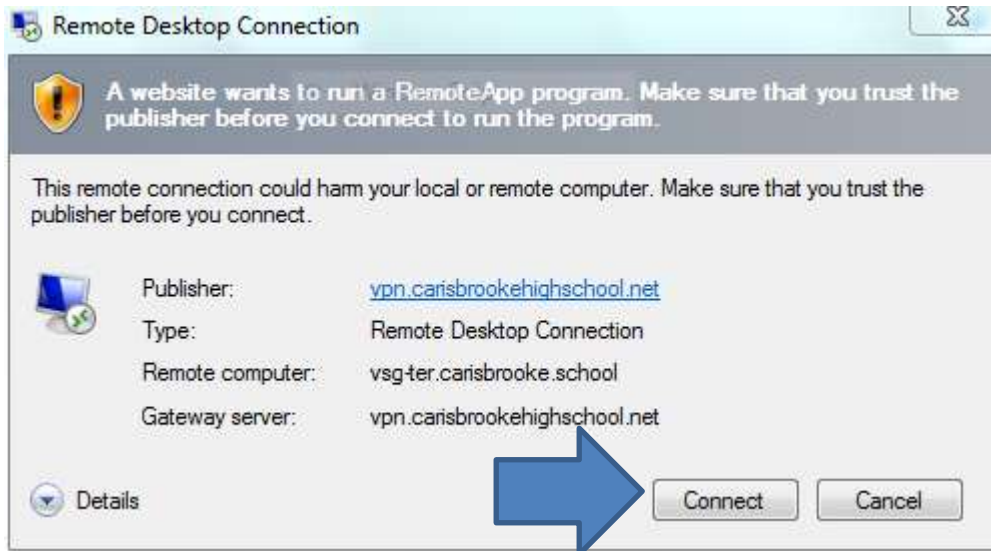 Remote Desktop Connection
A website wants to run a RemoteApp program. Make sure that you trust the
publisher before you connect to run the program.
This remote connection could harm your local or remote computer. Make sure that you trust the
publisher before you connect.
Publisher: vpn.carisbrookehighschool.net
Type: Remote Desktop Connection
Remote computer: vsg-ter.carisbrooke.school
Gateway server: vpn.carisbrookehighschool.net
Details Connect Cancel